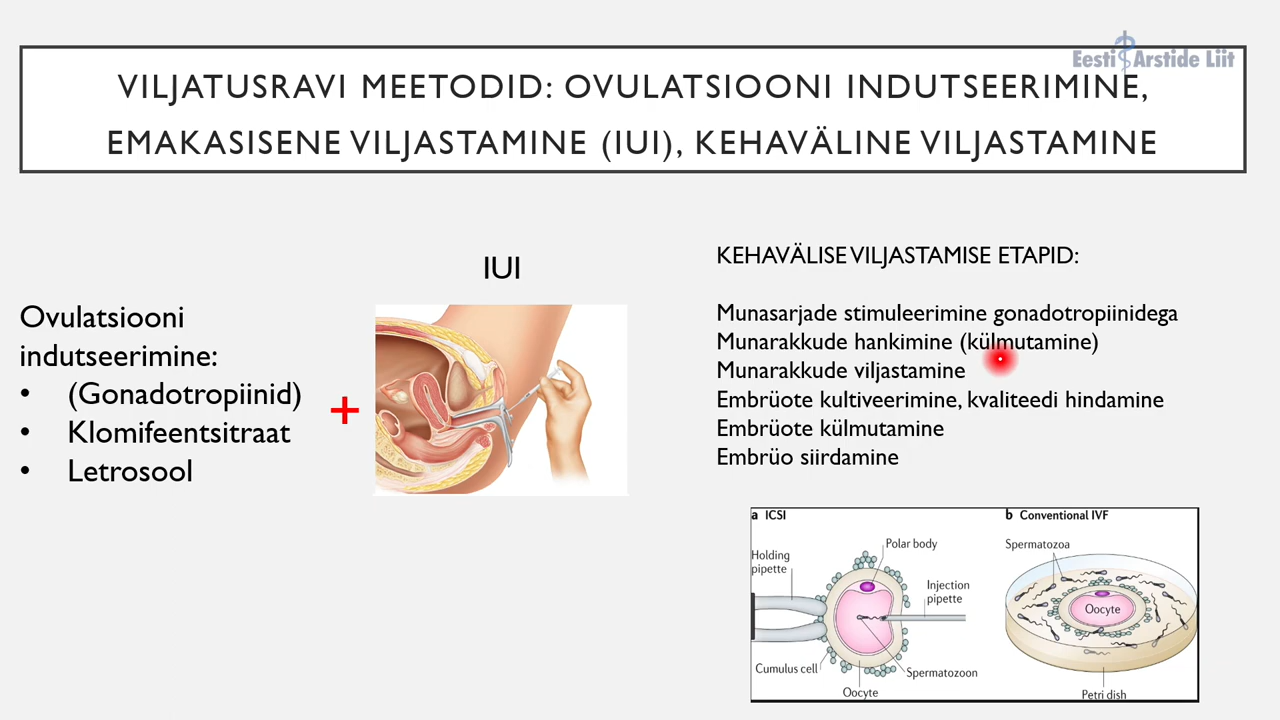 Eesti Arstide Liit
VILJATUSRAVI MEETODID: OVULATSIOONI INDUTSEERIMINE,
EMAKASISENE VILJASTAMINE (IUI), KEHAVÄLINE VILJASTAMINE
Ovulatsiooni
indutseerimine:
• (Gonadotropiinid)
• Klomifeentsitraat
• Letrosool
+
IUI
KEHAVÄLISE VILJASTAMISE ETAPID:
Munasarjade stimuleerimine gonadotropiinidega
Munarakkude hankimine (külmutamine)
Munarakkude viljastamine
Embrüote kultiveerimine, kvaliteedi hindamine
Embrüote külmutamine
Embrüo siirdamine
a ICSI
Polar body
Holding
pipette
Injection
pipette
Cumulus cell
Spermatozoon
Oocyte
b Conventional IVF
Spermatozoa
Oocyte
Petri dish